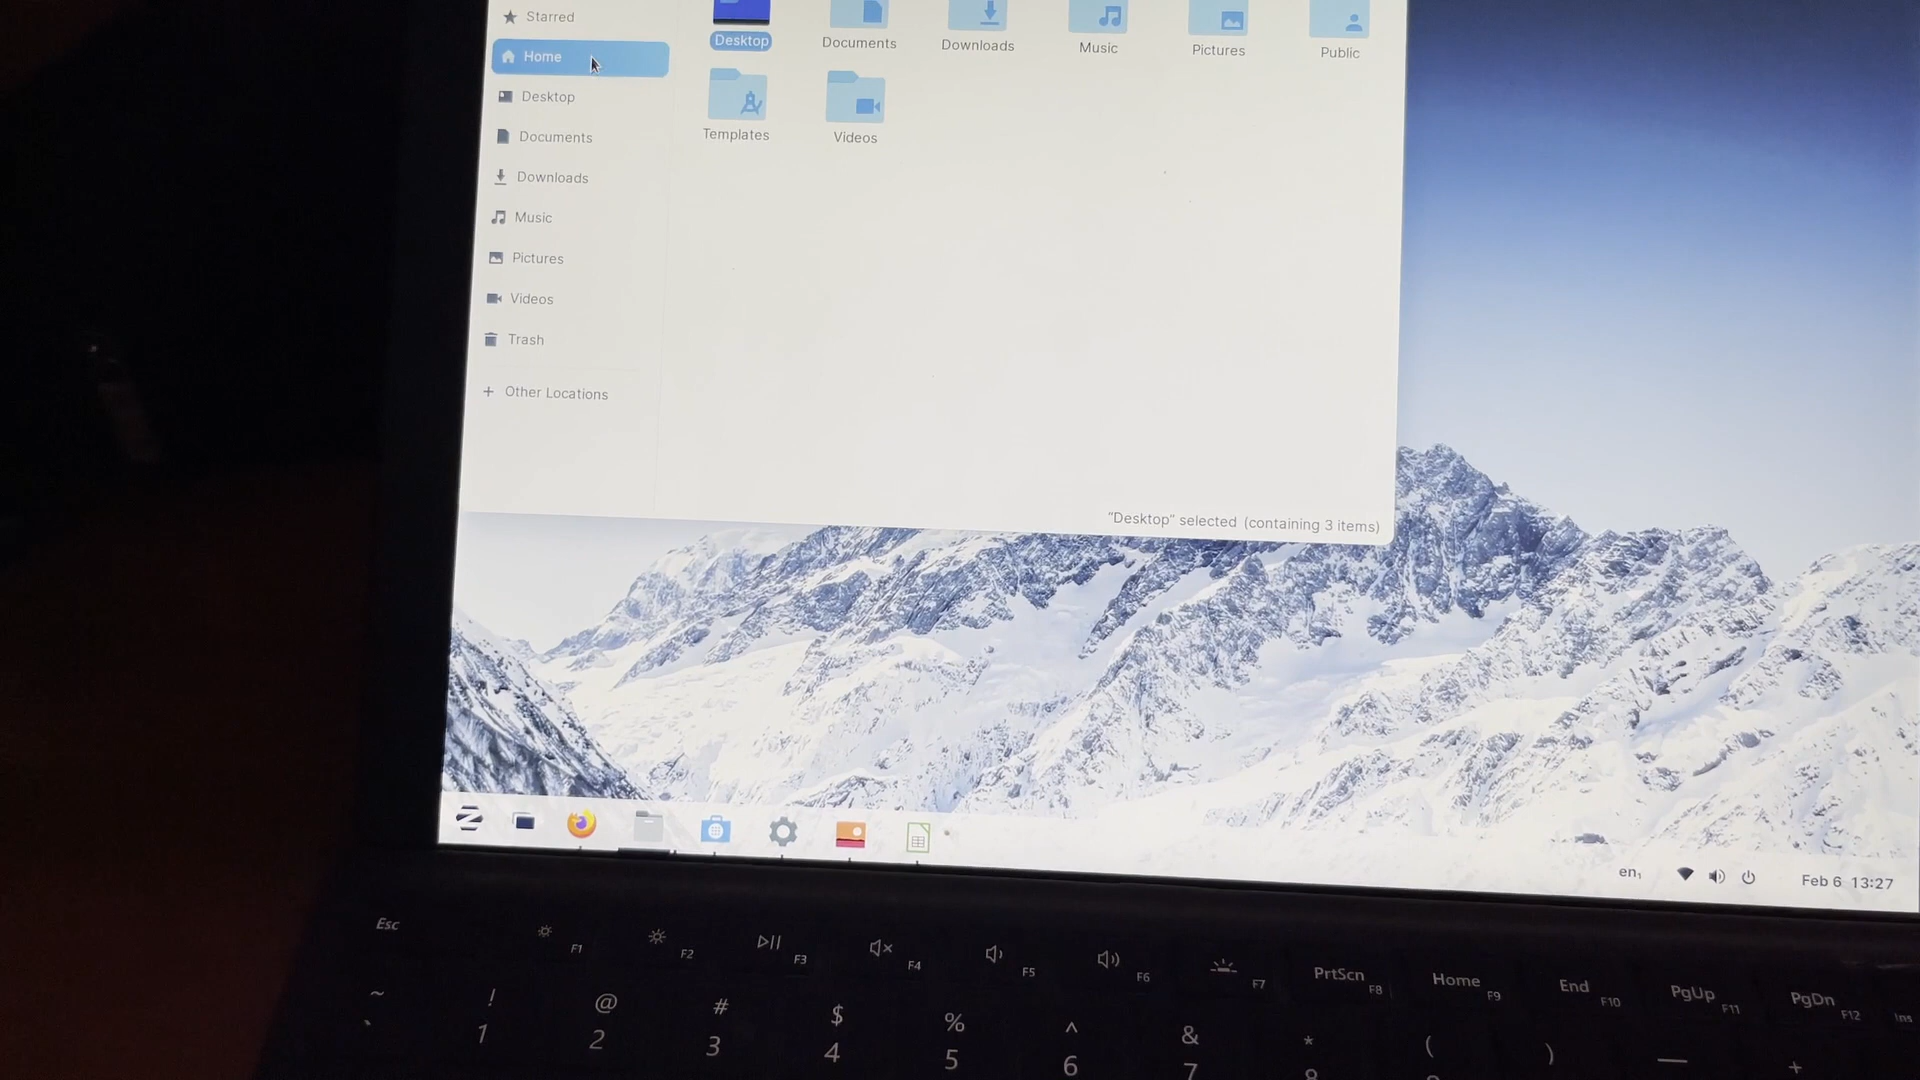 Starred
Home
Desktop
Documents
Downloads
Music
Pictures
Videos
Trash
Other Locations
Desktop
Documents
Downloads
Music
Pictures
Public
Templates
Videos
"Desktop" selected (containing 3 items)
en₁
Feb 6 13:27
Esc
F1
F2
F3
F4
F5
F6
F7
PrtScn F8
Home F9
End F10
PgUp F11
PgDn F12
Ins
~ ! @ # $ % ^ & * ( ) — +
` 1 2 3 4 5 6 7